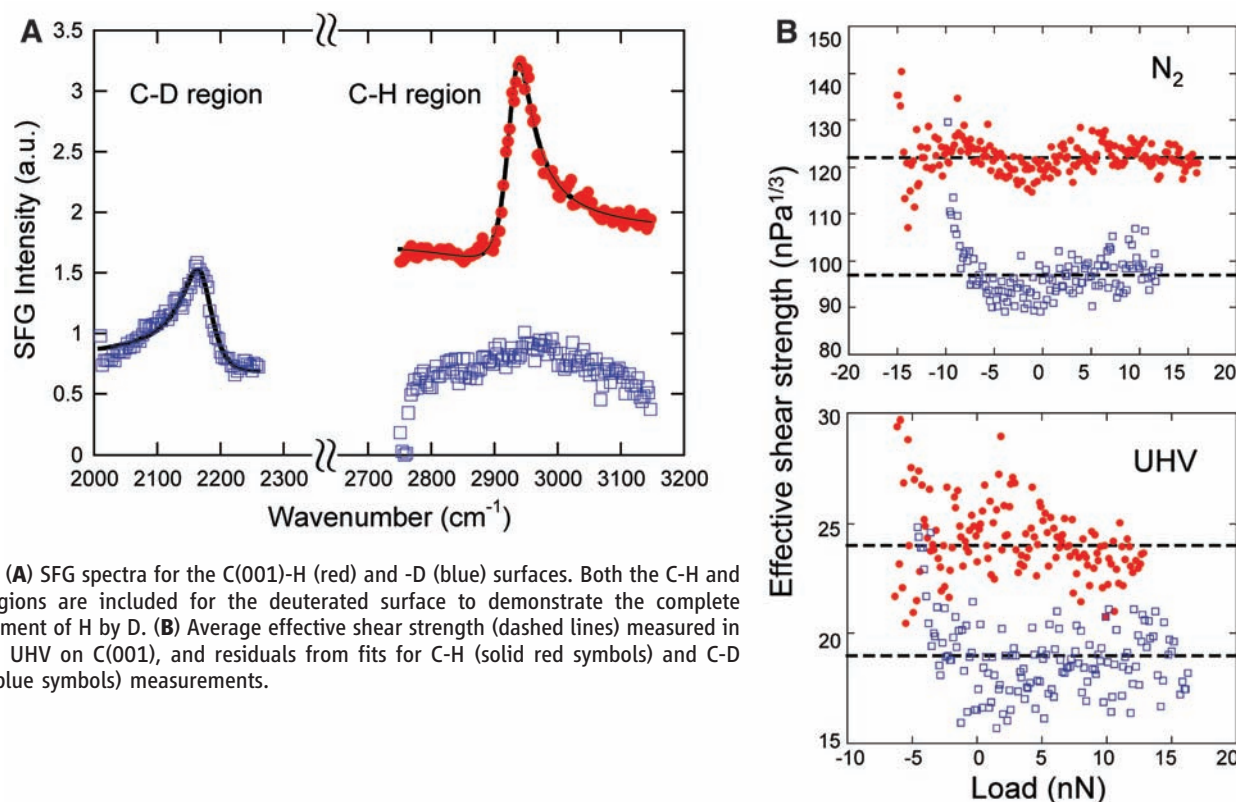 A
3.5
3
2.5
2
1.5
1
0.5
0
SFG Intensity (a.u.)
C-D region
C-H region
2000 2100 2200 2300 2700 2800 2900 3000 3100 3200
Wavenumber (cm-1)
B
150
140
130
120
110
100
90
80
N2
-20 -15 -10 -5 0 5 10 15 20
Effective shear strength (nPa1/3)
30
25
20
15
UHV
-10 -5 0 5 10 15 20
Load (nN)
(A) SFG spectra for the C(001)-H (red) and -D (blue) surfaces. Both the C-H and
gions are included for the deuterated surface to demonstrate the complete
ment of H by D. (B) Average effective shear strength (dashed lines) measured in
UHV on C(001), and residuals from fits for C-H (solid red symbols) and C-D
blue symbols) measurements.